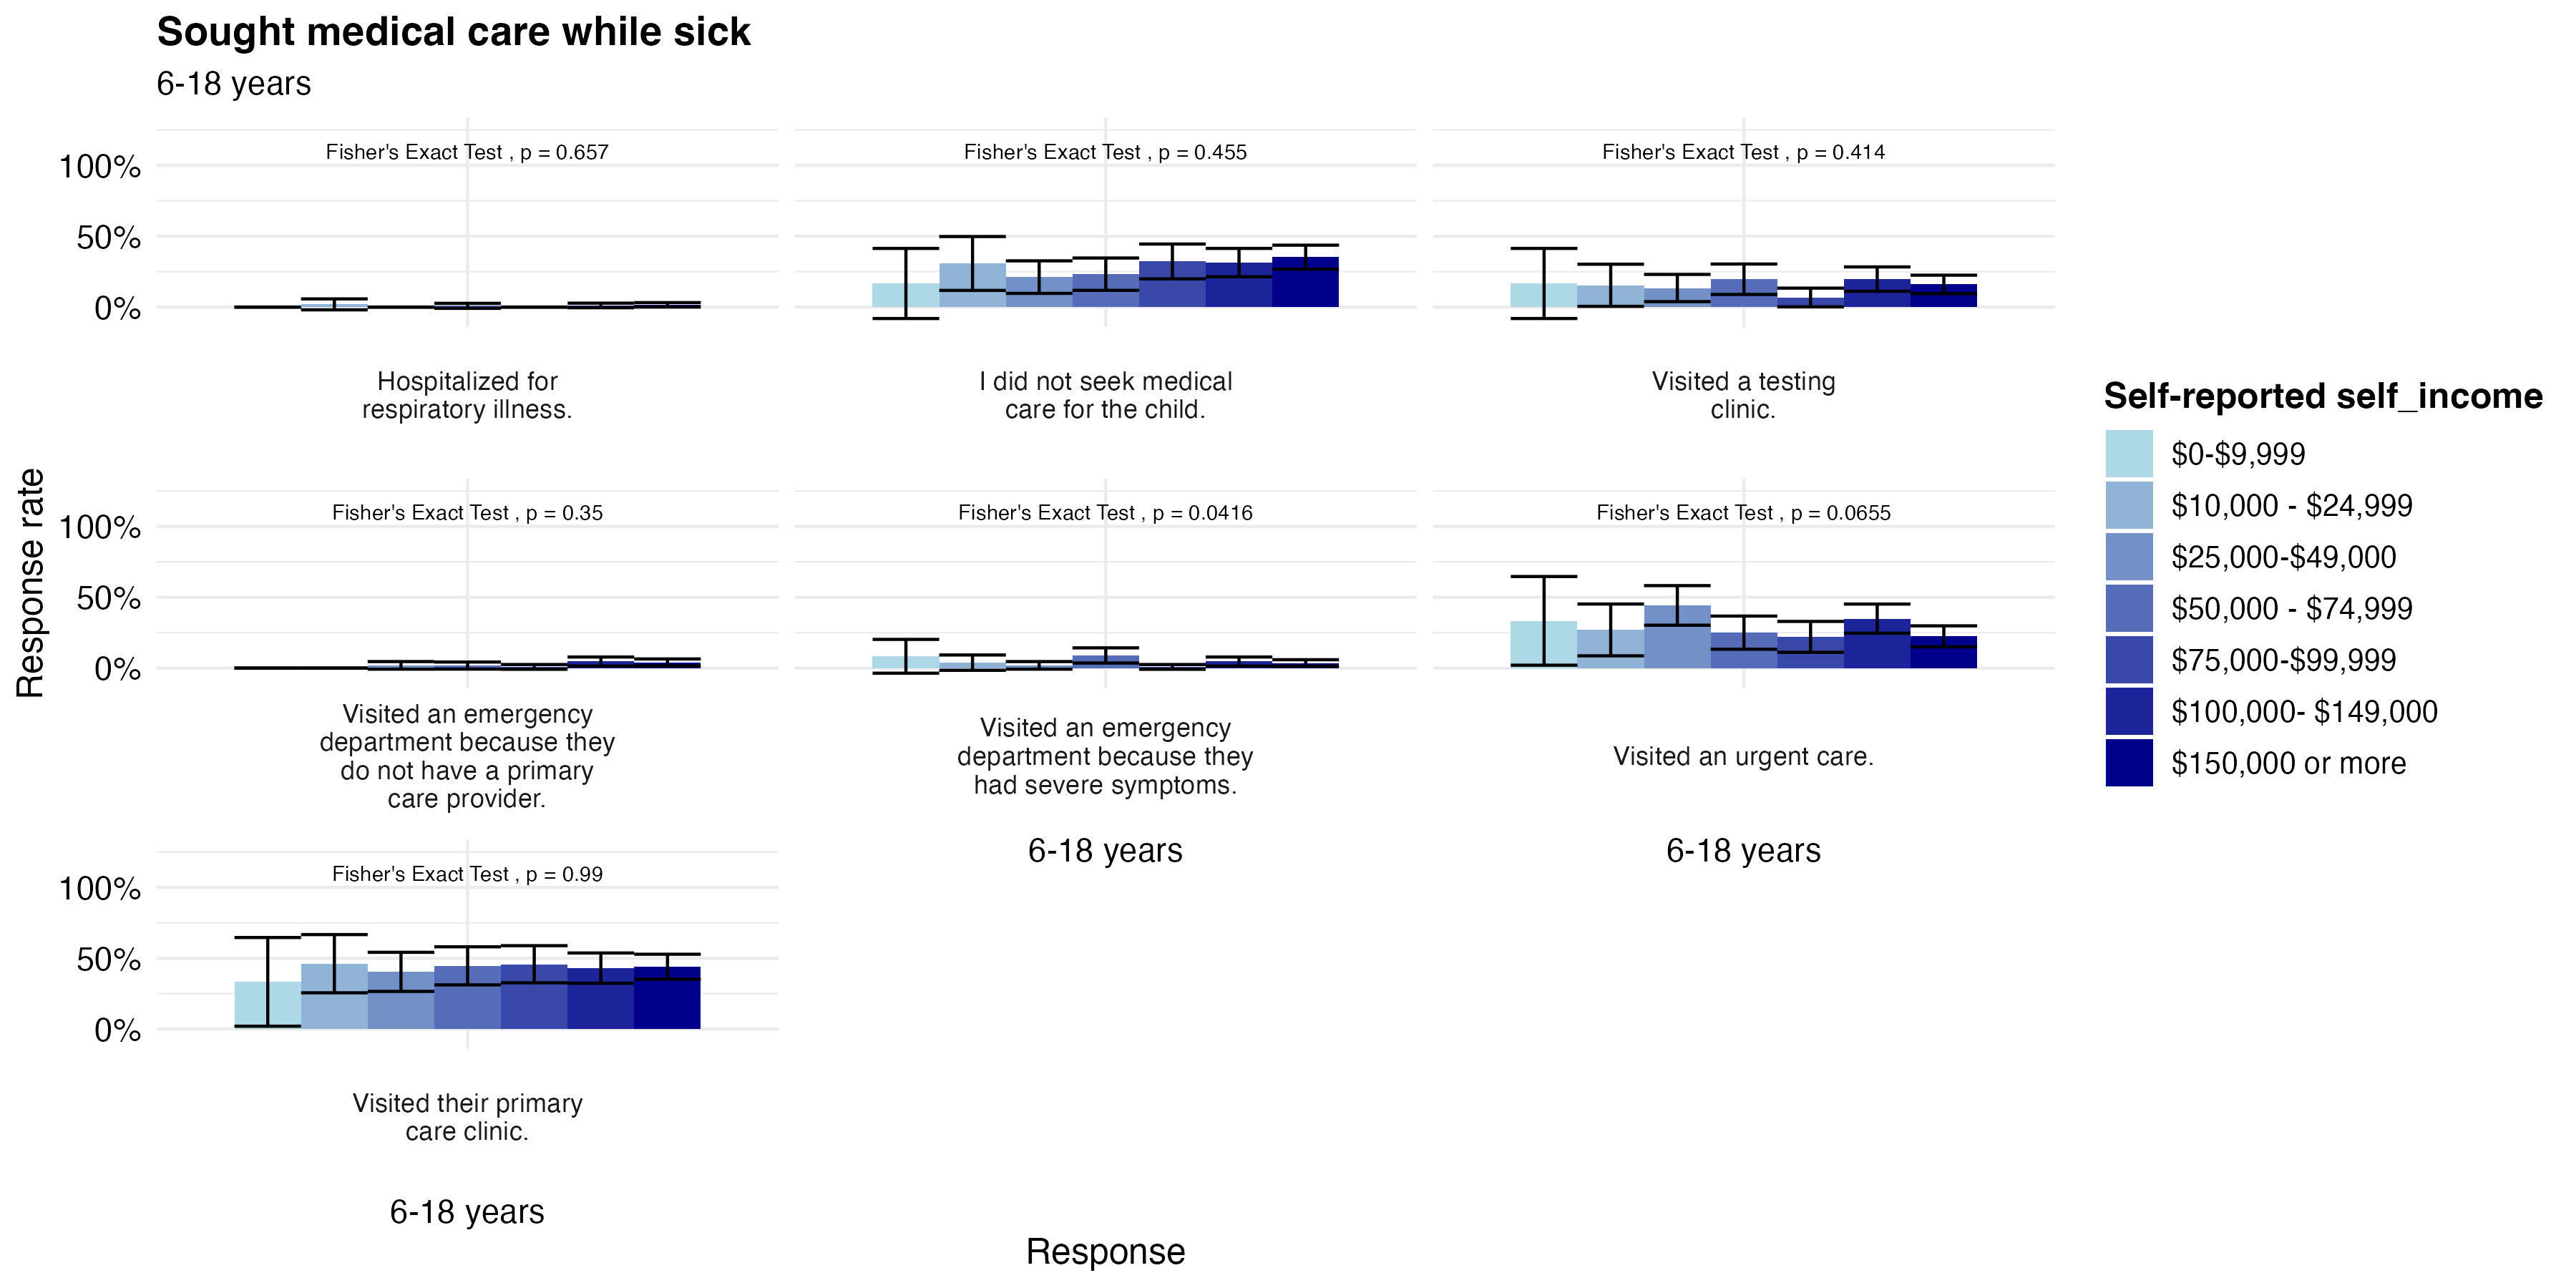 Sought medical care while sick
6-18 years
Fisher's Exact Test , p = 0.657
Fisher's Exact Test , p = 0.455
Fisher's Exact Test , p = 0.414
100%
50%
0%
Hospitalized for
respiratory illness.
I did not seek medical
care for the child.
Visited a testing
clinic.
Response rate
Fisher's Exact Test , p = 0.35
Fisher's Exact Test , p = 0.0416
Fisher's Exact Test , p = 0.0655
100%
50%
0%
Visited an emergency
department because they
do not have a primary
care provider.
Visited an emergency
department because they
had severe symptoms.
Visited an urgent care.
6-18 years
6-18 years
Fisher's Exact Test , p = 0.99
100%
50%
0%
Visited their primary
care clinic.
6-18 years
Response
Self-reported self_income
$0-$9,999
$10,000 - $24,999
$25,000-$49,000
$50,000 - $74,999
$75,000-$99,999
$100,000- $149,000
$150,000 or more